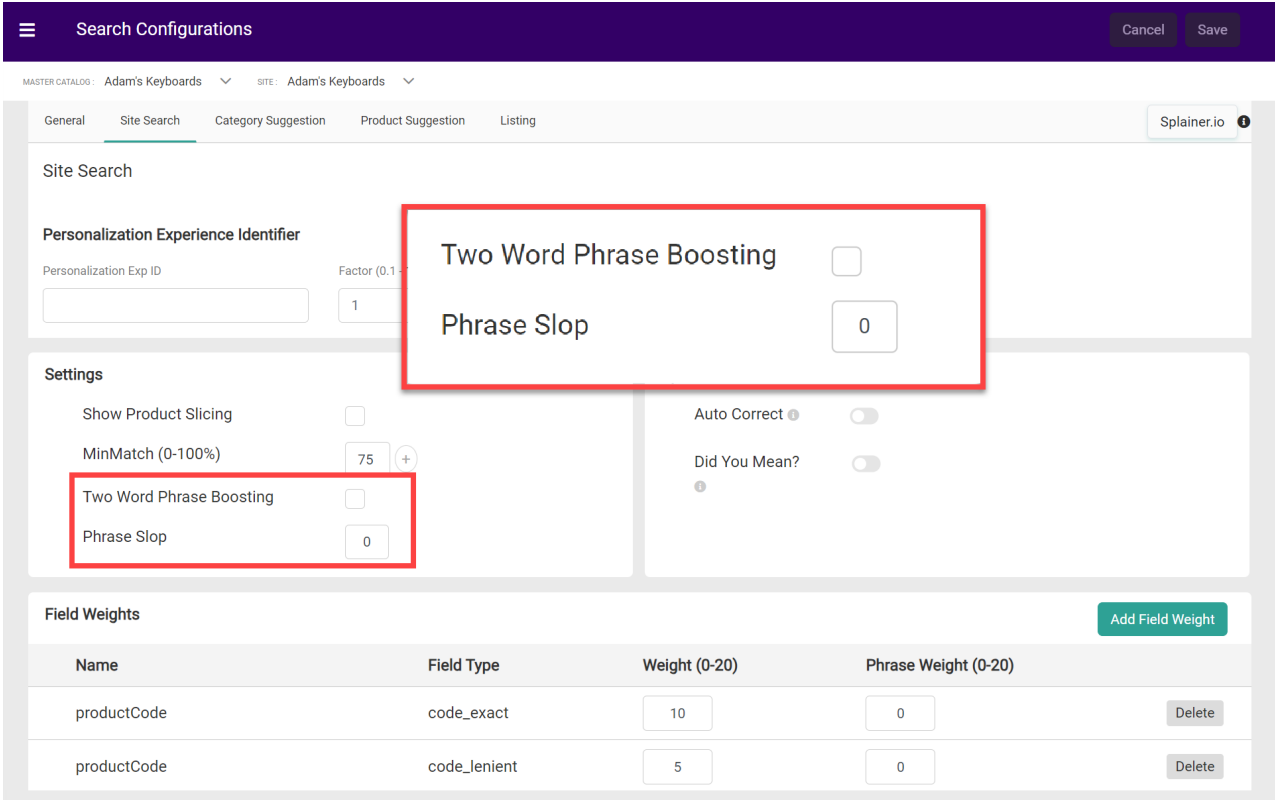 Search Configurations
Cancel
Save
MASTER CATALOG : Adam's Keyboards
SITE : Adam's Keyboards
General
Site Search
Category Suggestion
Product Suggestion
Listing
Splainer.io
Site Search
Personalization Experience Identifier
Personalization Exp ID
Factor (0.1 -
1
Two Word Phrase Boosting
Phrase Slop
0
Settings
Show Product Slicing
MinMatch (0-100%)
75 +
Two Word Phrase Boosting
Phrase Slop
0
Auto Correct
Did You Mean?
Field Weights
Add Field Weight
Name Field Type Weight (0-20) Phrase Weight (0-20)
productCode code_exact 10 0 Delete
productCode code_lenient 5 0 Delete